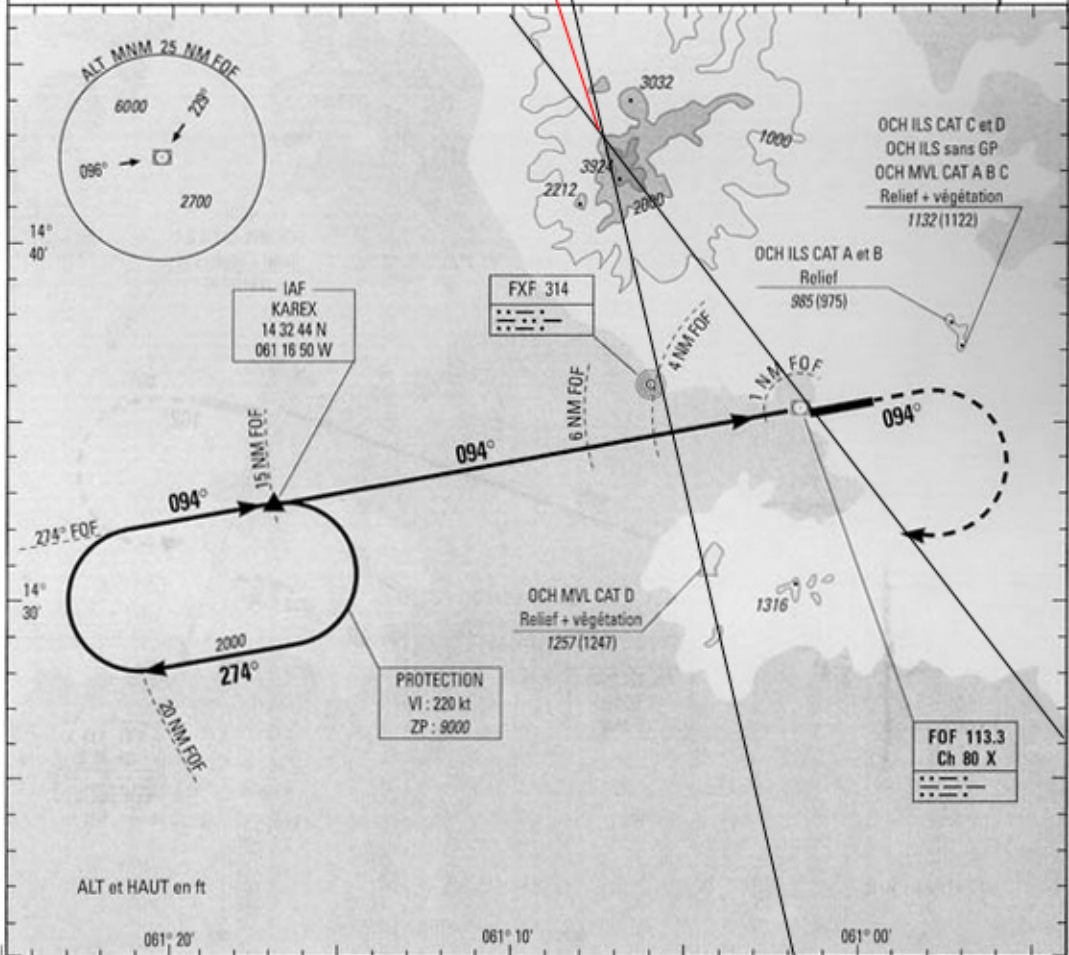 ALT MNM 25 NM FOF
6000
229°
096°
2700
3032
1000
3924
2212
2000
OCH ILS CAT C et D
OCH ILS sans GP
OCH MVL CAT A B C
Relief + végétation
1132 (1122)
14°
40'
OCH ILS CAT A et B
Relief
985 (975)
IAF
KAREX
14 32 44 N
061 16 50 W
FXF 314
4 NM FOF
6 NM FOF
1 N.M FOF
15 NM FOF
094°
094°
094°
274° FOF
14°
30'
OCH MVL CAT D
Relief + végétation
1257 (1247)
1316
2000
274°
20 NM FOF
PROTECTION
VI : 220 kt
ZP : 9000
FOF 113.3
Ch 80 X
ALT et HAUT en ft
061° 20'
061° 10'
061° 00'